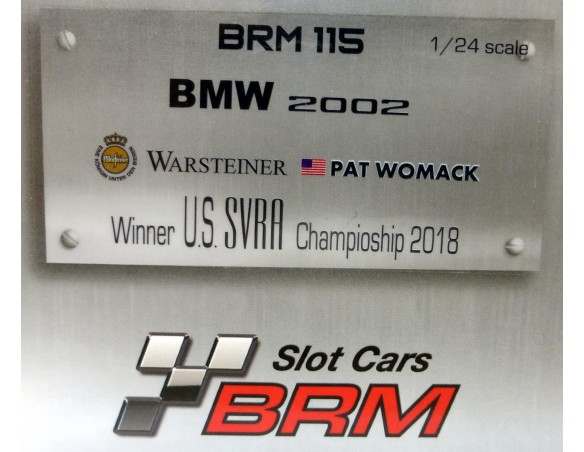 BRM 115 1/24 scale
BMW 2002
WARSTEINER PAT WOMACK
Winner U.S. SVRA Champioship 2018
Slot Cars
BRM